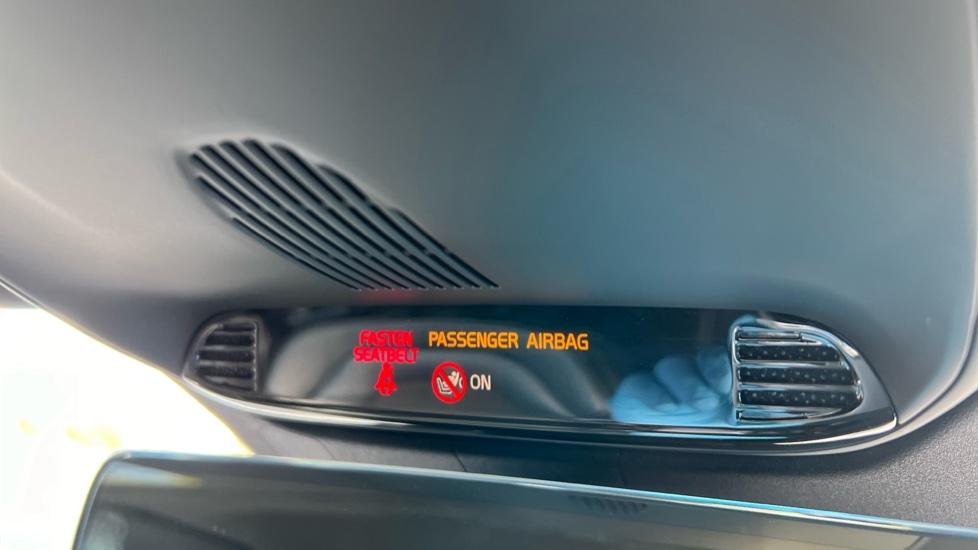 FASTEN
SEATBELT
PASSENGER AIRBAG
ON